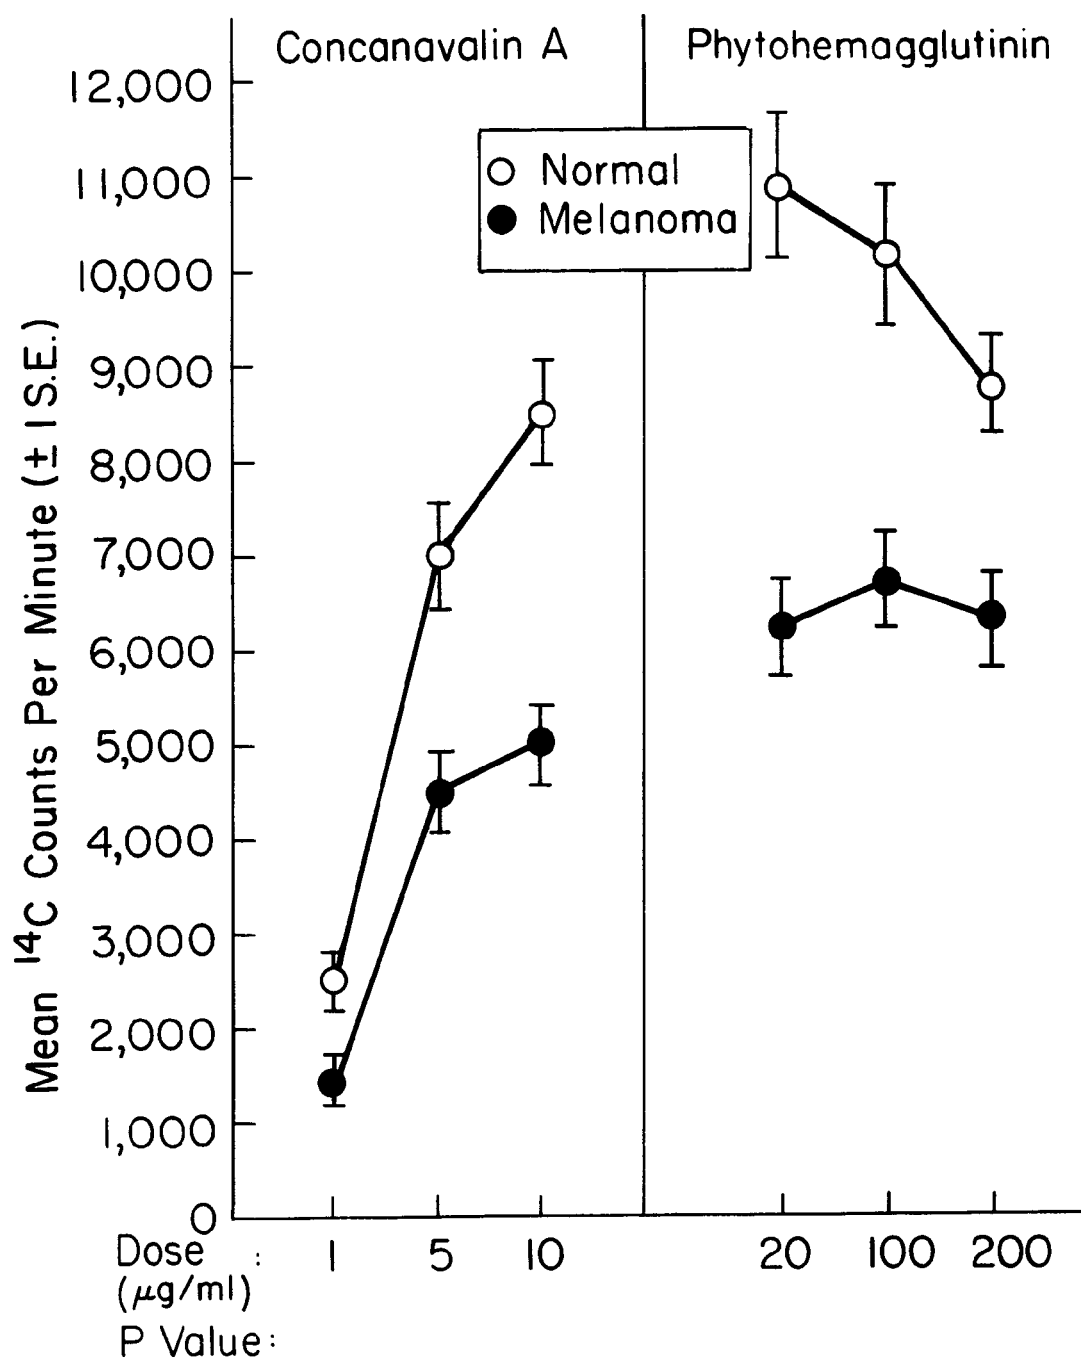 Concanavalin A
Phytohemagglutinin
Normal
Melanoma
Mean ¹⁴C Counts Per Minute (± 1 S.E.)
12,000
11,000
10,000
9,000
8,000
7,000
6,000
5,000
4,000
3,000
2,000
1,000
0
Dose : 1 5 10 20 100 200
(μg/ml)
P Value: